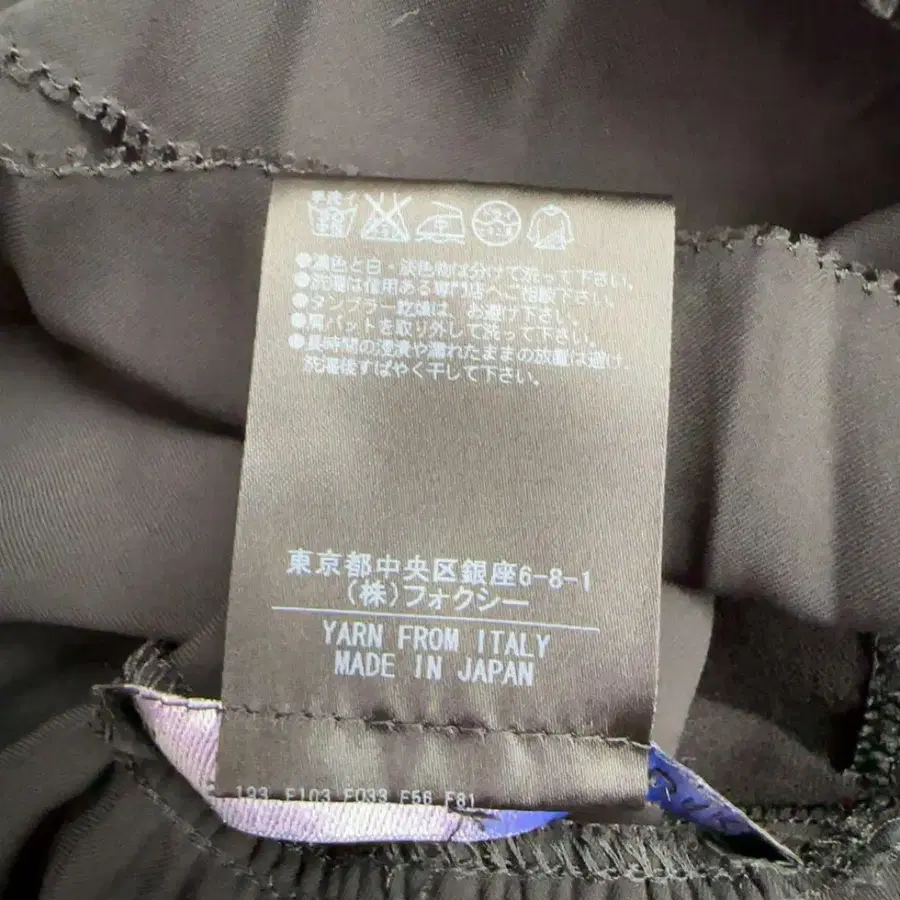 手洗イ
●濃色と白・淡色物は分けて洗って下さい。
●洗濯は信用ある専門店へご相談下さい。
●タンブラー乾燥は、お避け下さい。
●肩パットを取り外して洗って下さい。
●長時間の浸漬や濡れたままの放置は避け、
洗濯後すばやく干して下さい。
東京都中央区銀座6-8-1
(株)フォクシー
YARN FROM ITALY
MADE IN JAPAN
193 F103 F033 F56 F81